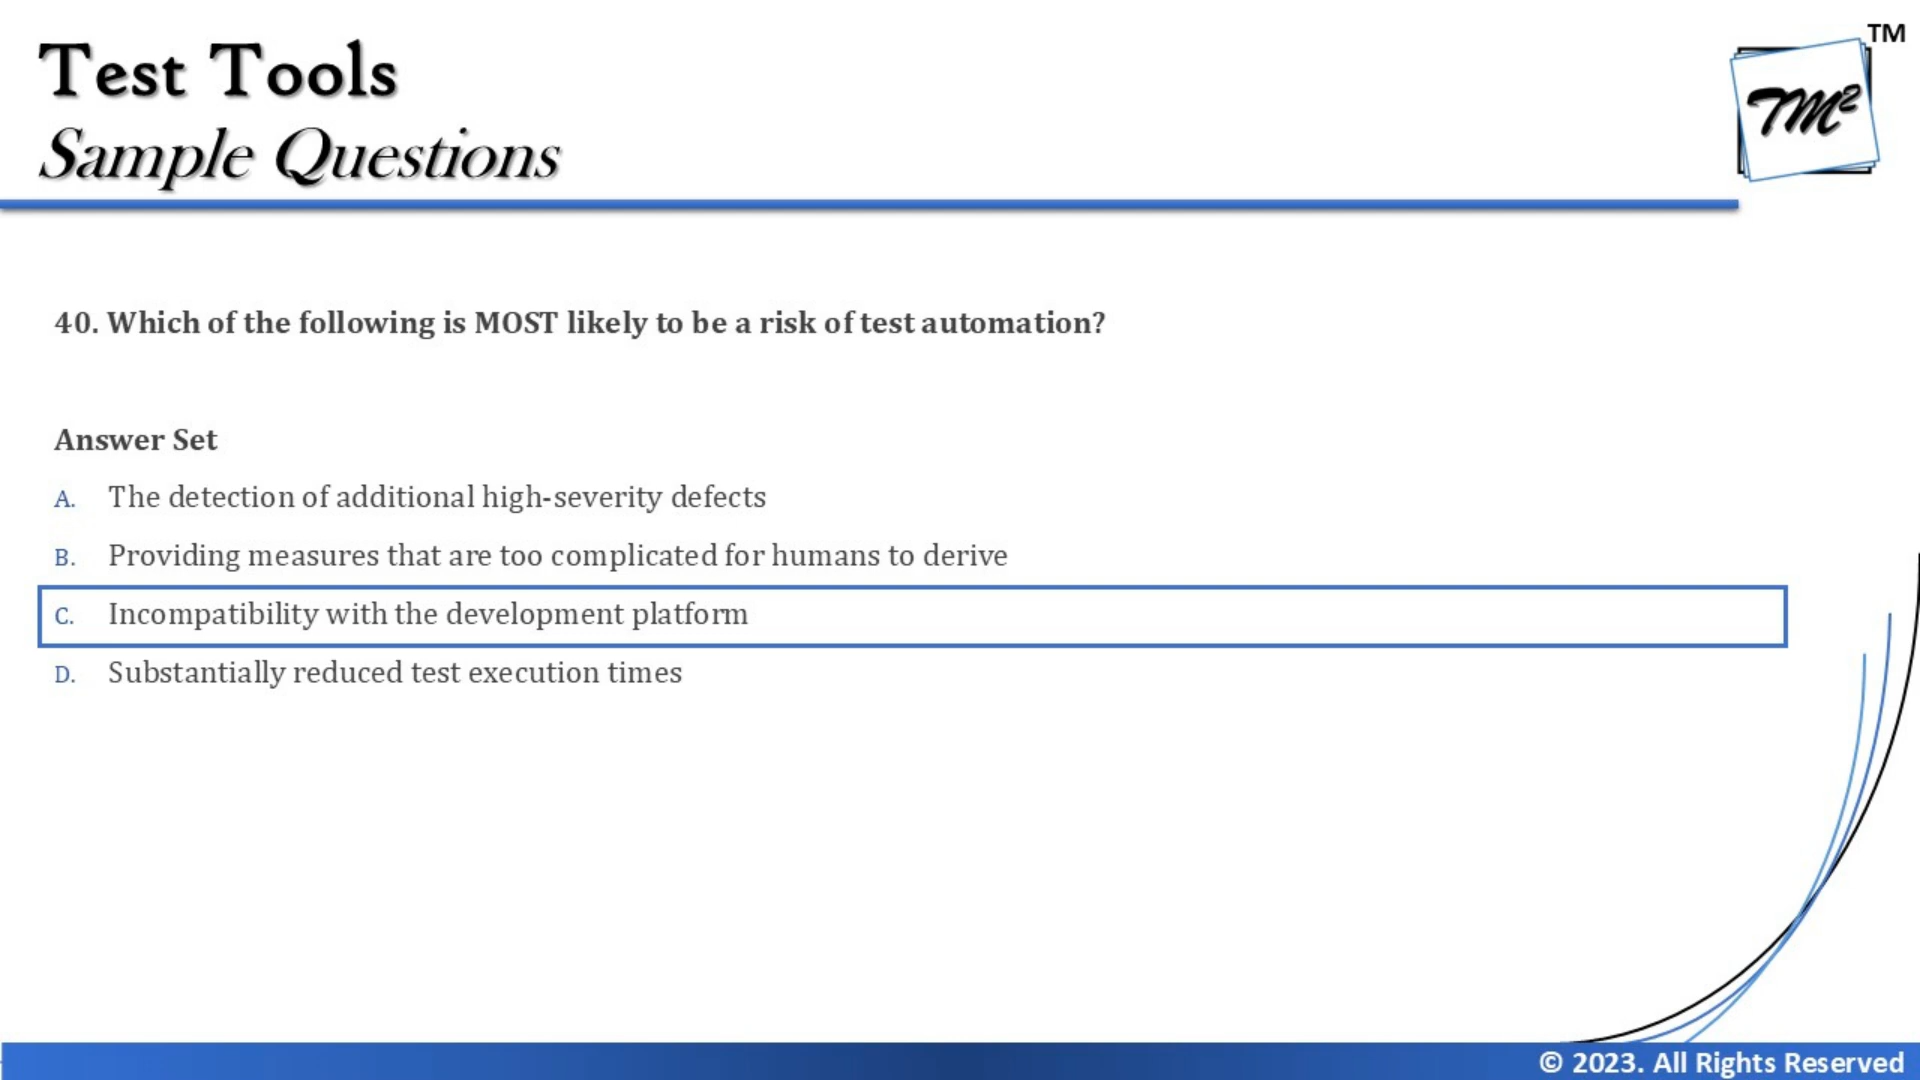 Test Tools
Sample Questions
TM
TM²
40. Which of the following is MOST likely to be a risk of test automation?
Answer Set
A. The detection of additional high-severity defects
B. Providing measures that are too complicated for humans to derive
C. Incompatibility with the development platform
D. Substantially reduced test execution times
© 2023. All Rights Reserved